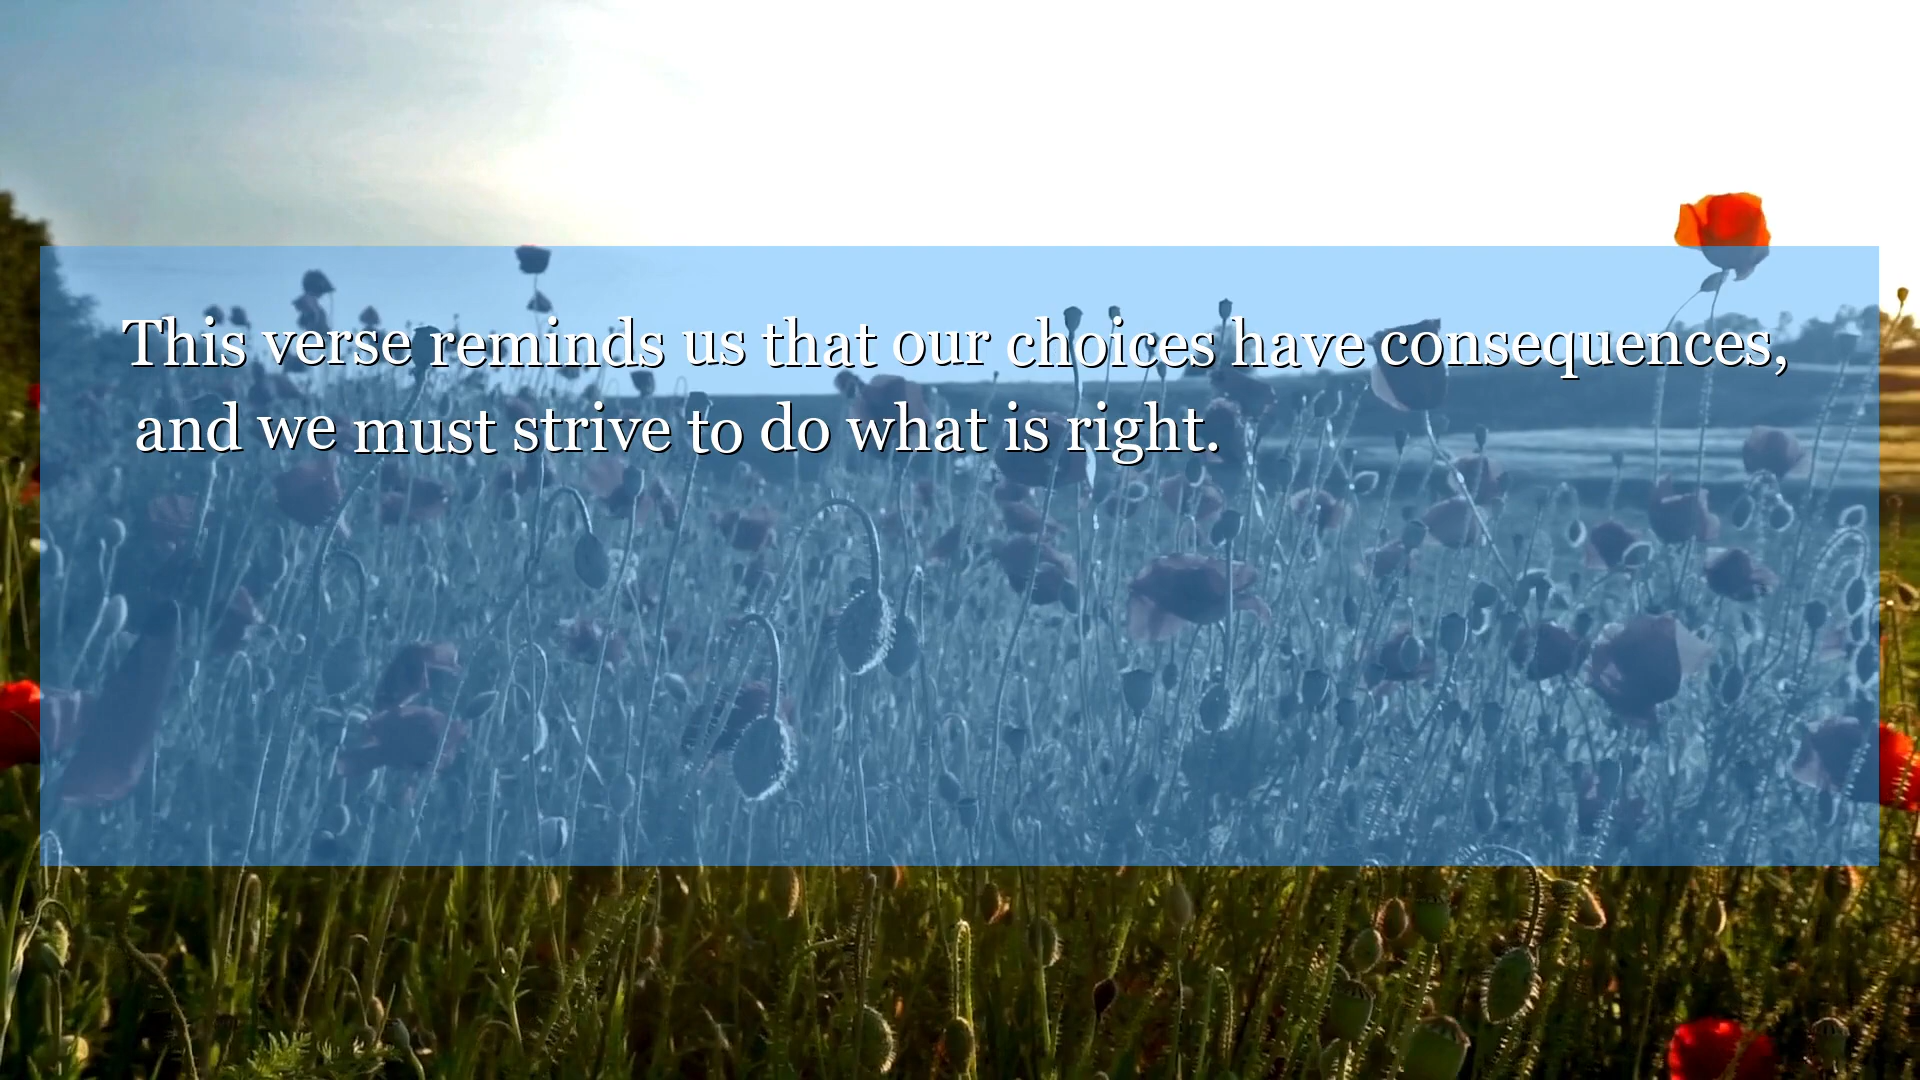 This verse reminds us that our choices have consequences,
and we must strive to do what is right.